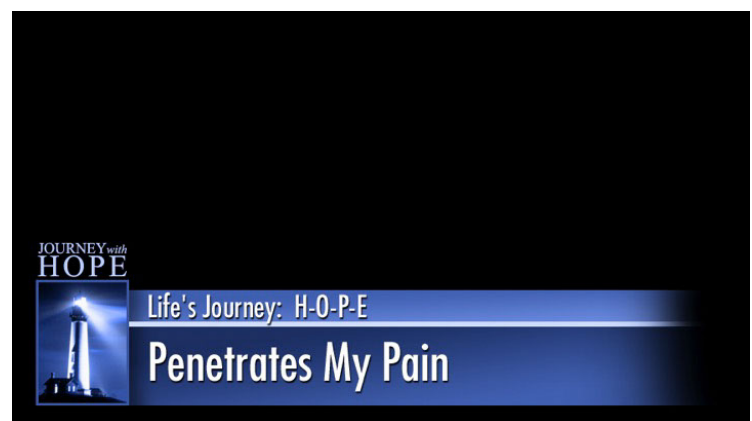 JOURNEY with
HOPE
Life's Journey: H-O-P-E
Penetrates My Pain